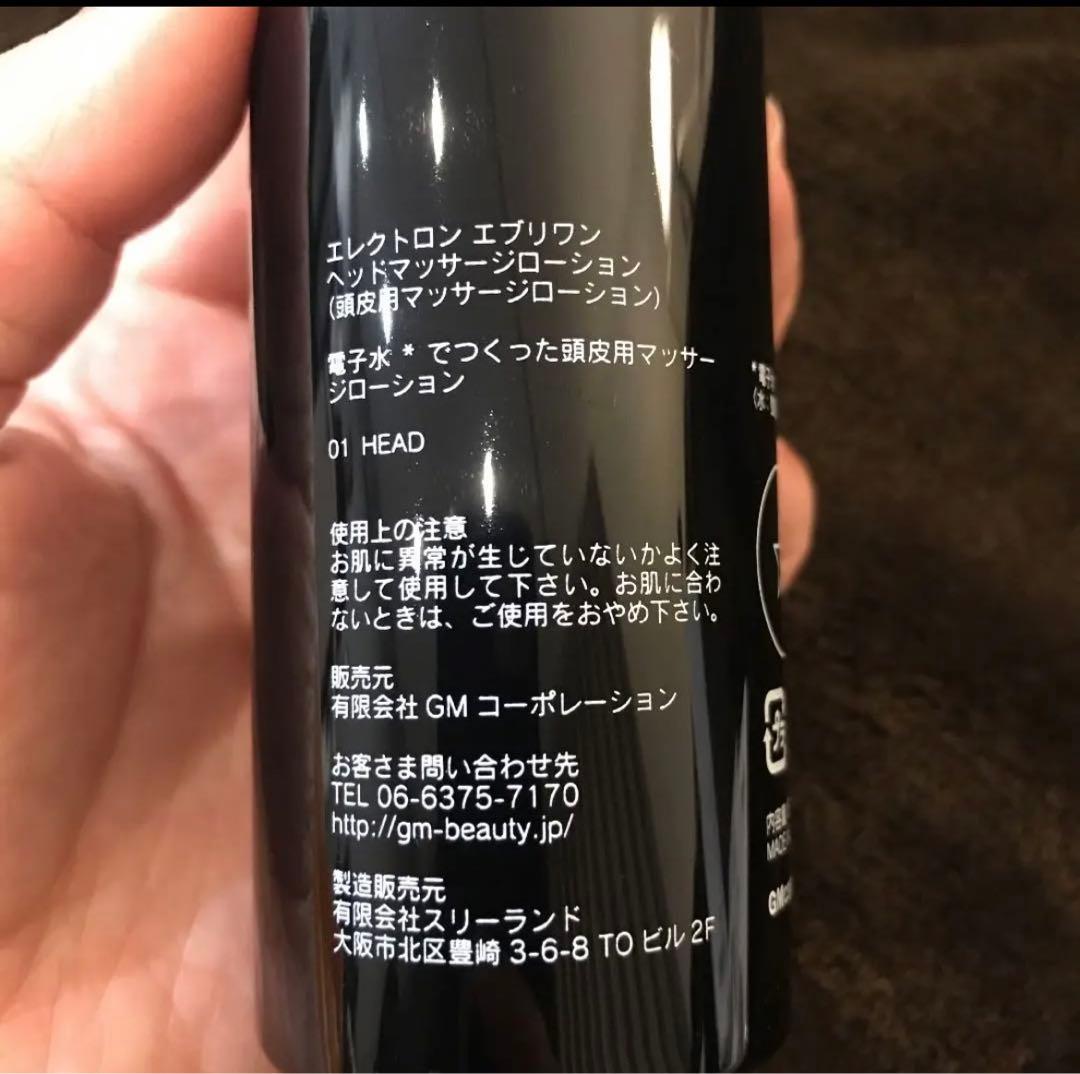 エレクトロン エブリワン
ヘッドマッサージローション
(頭皮用マッサージローション)
電子水 * でつくった頭皮用マッサー
ジローション
01 HEAD
使用上の注意
お肌に異常が生じていないかよく注
意して使用して下さい。お肌に合わ
ないときは、ご使用をおやめ下さい。
販売元
有限会社 GM コーポレーション
お客さま問い合わせ先
TEL 06-6375-7170
http://gm-beauty.jp/
製造販売元
有限会社スリーランド
大阪市北区豊崎 3-6-8 TO ビル 2F
内容量
MADE